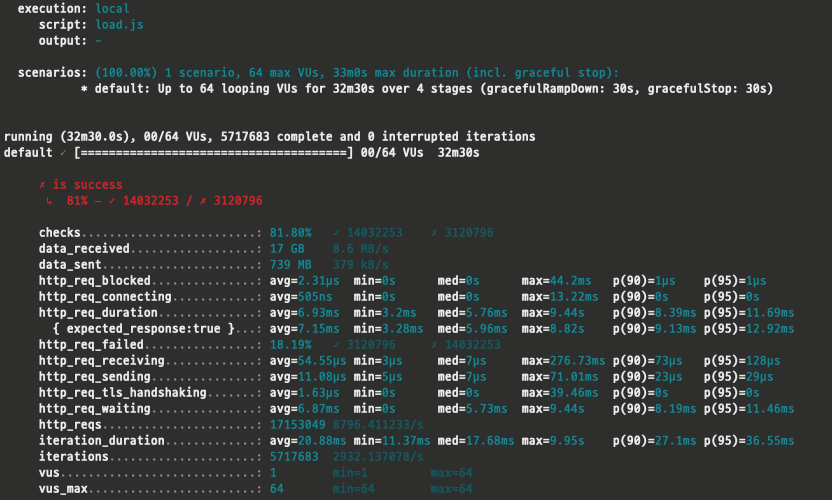 execution: local
script: load.js
output: -
scenarios: (100.00%) 1 scenario, 64 max VUs, 33m0s max duration (incl. graceful stop):
* default: Up to 64 looping VUs for 32m30s over 4 stages (gracefulRampDown: 30s, gracefulStop: 30s)
running (32m30.0s), 00/64 VUs, 5717683 complete and 0 interrupted iterations
default ✓ [======================================] 00/64 VUs  32m30s
✗ is success
↳  81% — ✓ 14032253 / ✗ 3120796
checks.........................: 81.80%   ✓ 14032253    ✗ 3120796
data_received..................: 17 GB    8.6 MB/s
data_sent......................: 739 MB   379 kB/s
http_req_blocked...............: avg=2.31µs  min=0s      med=0s      max=44.2ms   p(90)=1µs    p(95)=1µs
http_req_connecting............: avg=505ns   min=0s      med=0s      max=13.22ms  p(90)=0s     p(95)=0s
http_req_duration..............: avg=6.93ms  min=3.2ms   med=5.76ms  max=9.44s    p(90)=8.39ms p(95)=11.69ms
{ expected_response:true }...: avg=7.15ms  min=3.28ms  med=5.96ms  max=8.82s    p(90)=9.13ms p(95)=12.92ms
http_req_failed................: 18.19%   ✓ 3120796     ✗ 14032253
http_req_receiving.............: avg=54.55µs min=3µs     med=7µs     max=276.73ms p(90)=73µs   p(95)=128µs
http_req_sending...............: avg=11.08µs min=5µs     med=7µs     max=71.01ms  p(90)=23µs   p(95)=29µs
http_req_tls_handshaking.......: avg=1.63µs  min=0s      med=0s      max=39.46ms  p(90)=0s     p(95)=0s
http_req_waiting...............: avg=6.87ms  min=0s      med=5.73ms  max=9.44s    p(90)=8.19ms p(95)=11.46ms
http_reqs......................: 17153049 8796.411233/s
iteration_duration.............: avg=20.88ms min=11.37ms med=17.68ms max=9.95s    p(90)=27.1ms p(95)=36.55ms
iterations.....................: 5717683  2932.137078/s
vus............................: 1        min=1         max=64
vus_max........................: 64       min=64        max=64